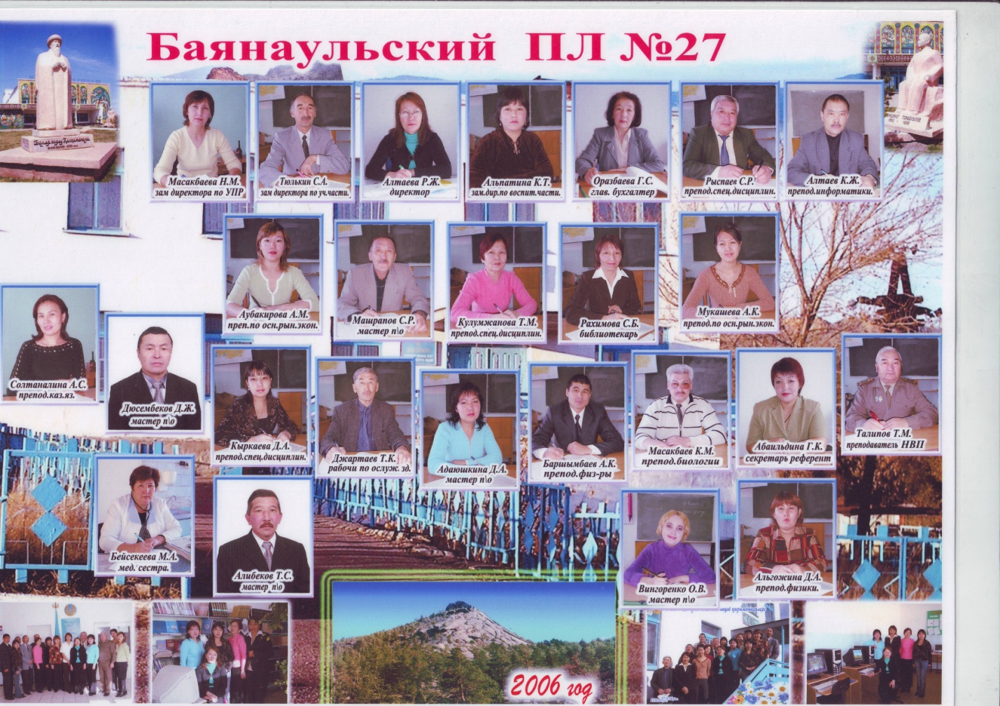 Баянаульский ПЛ №27
Масакбаева Н.М.
зам директора по УПР
Тюлькин С.А.
зам директора по уч.части.
Алтаева Р.Ж.
директор
Альпатина К.Т.
зам.дир.по воспит.части.
Оразбаева Г.С.
глав. бухгалтер
Рыспаев С.Р.
препод.спец.дисциплин.
Алтаев К.Ж.
препод.информатики.
Аубакирова А.М.
преп.по осн.рын.экон.
Машрапов С.Р.
мастер п\о
Кулумжанова Т.М.
препод.спец.дисциплин.
Рахимова С.Б.
библиотекарь
Мукашева А.К.
препод.по осн.рын.экон.
Солтаналина А.С.
препод.каз.яз.
Дюсембеков Д.Ж.
мастер п\о
Кыркаева Д.А.
препод.спец.дисциплин.
Джартаев Т.К.
рабочи по ослуж. зд.
Адаюшкина Д.А.
мастер п\о
Баршымбаев А.К.
препод.физ-ры
Масакбаев К.М.
препод.биологии
Абаильдина Г.К.
секретарь референт
Талипов Т.М.
преподаватель НВП
Бейсекеева М.А.
мед. сестра.
Алибеков Т.С.
мастер п\о
Вингоренко О.В.
мастер п\о
Альгожина Д.А.
препод.физики.
2006 год